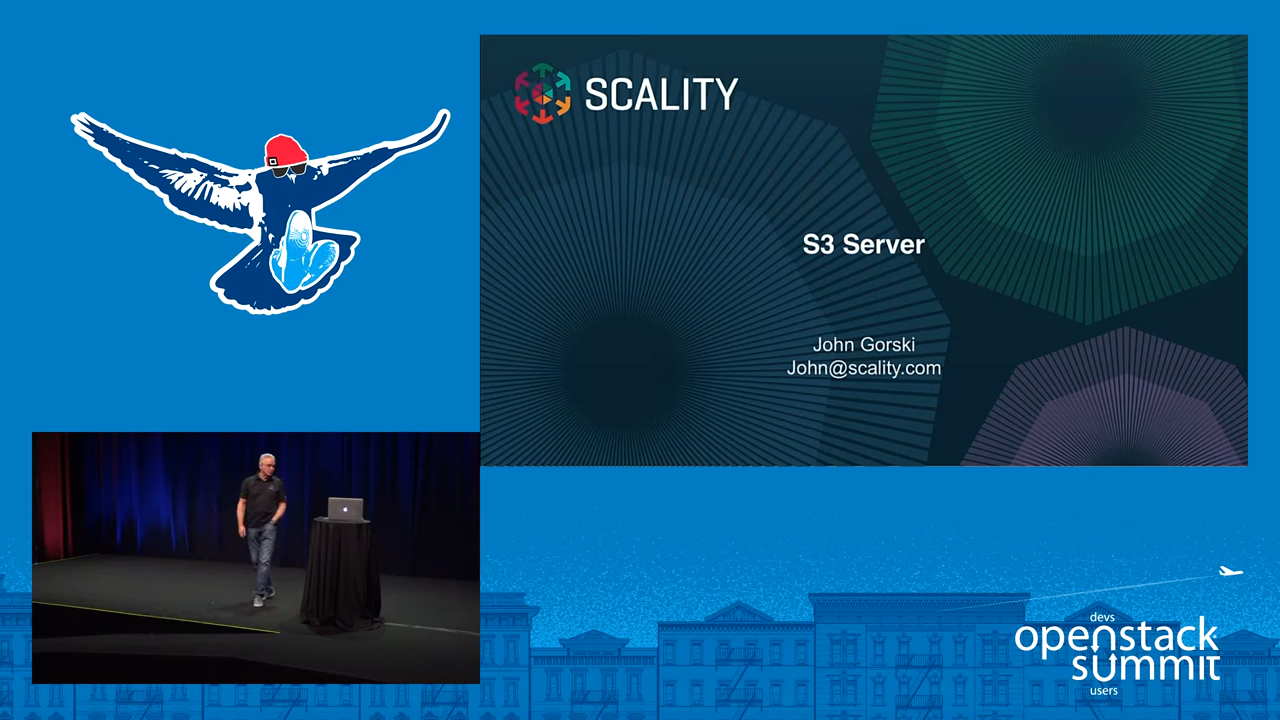 SCALITY
S3 Server
John Gorski
John@scality.com
devs
openstack
summit
users